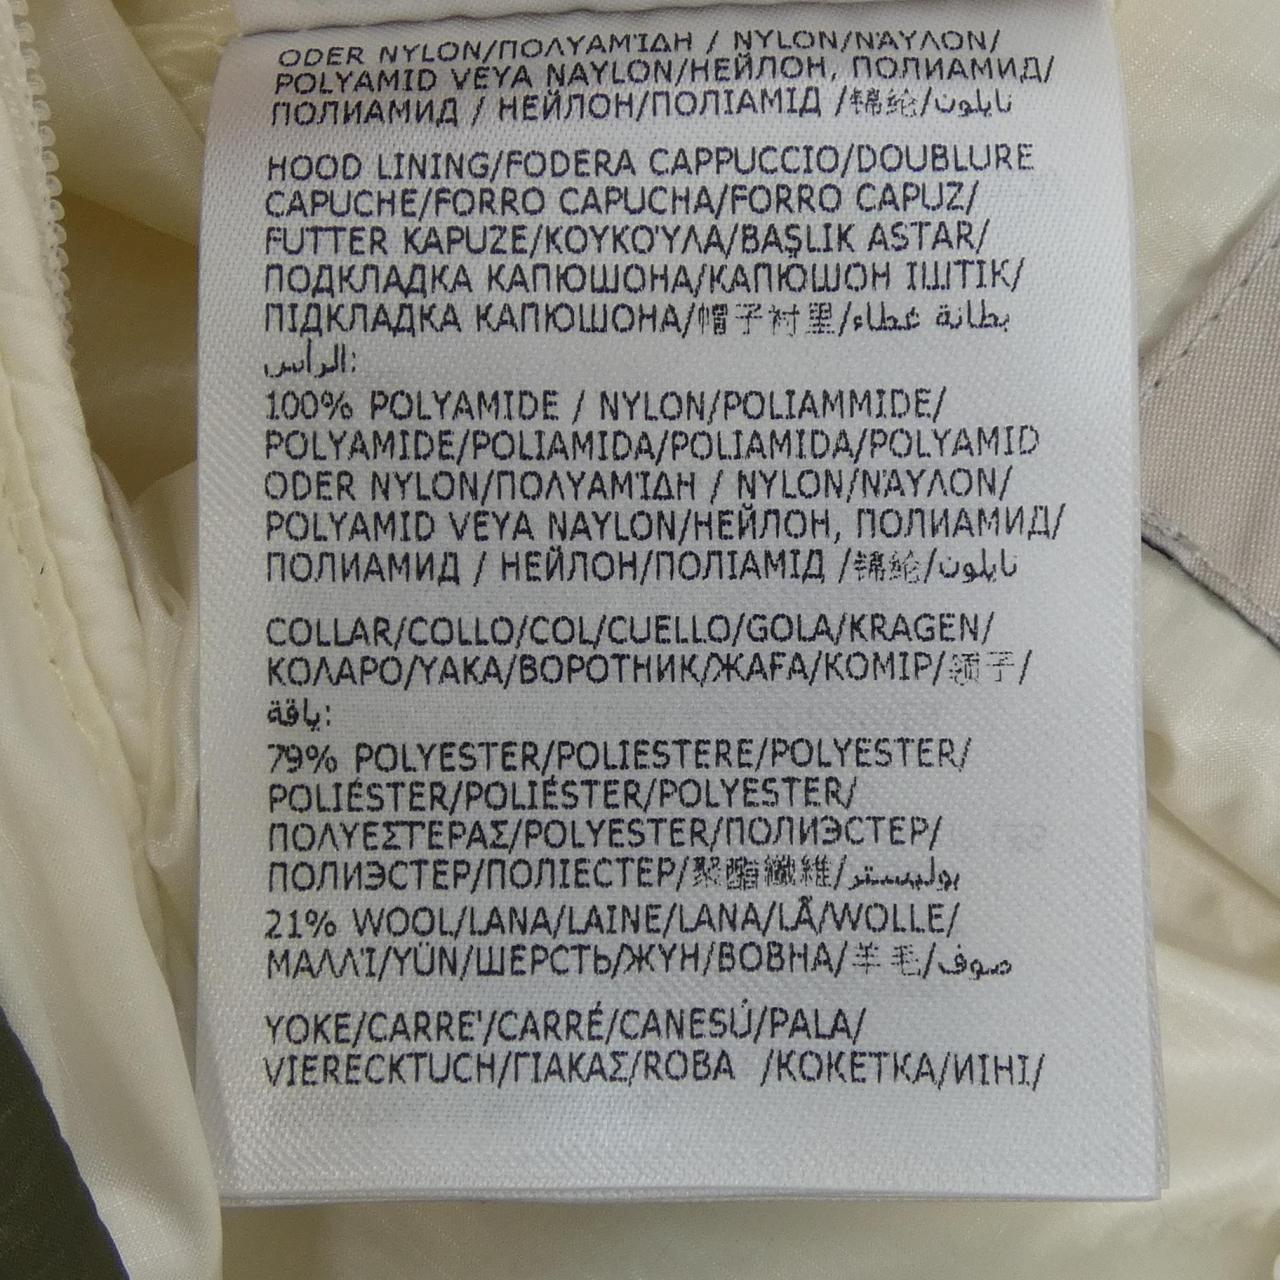 ODER NYLON/ΠΟΛΥΑΜΊΔΗ / NYLON/ΝΆΥΛΟΝ/
POLYAMID VEYA NAYLON/НЕЙЛОН, ПОЛИАМИД/
ПОЛИАМИД / НЕЙЛОН/ПОЛІАМІД /锦纶/نايلون
HOOD LINING/FODERA CAPPUCCIO/DOUBLURE
CAPUCHE/FORRO CAPUCHA/FORRO CAPUZ/
FUTTER KAPUZE/ΚΟΥΚΟΎΛΑ/BAŞLIK ASTAR/
ПОДКЛАДКА КАПЮШОНА/КАПЮШОН ІШТІК/
ПІДКЛАДКА КАПЮШОНА/帽子衬里/بطانة غطاء
الرأس:
100% POLYAMIDE / NYLON/POLIAMMIDE/
POLYAMIDE/POLIAMIDA/POLIAMIDA/POLYAMID
ODER NYLON/ΠΟΛΥΑΜΊΔΗ / NYLON/ΝΆΥΛΟΝ/
POLYAMID VEYA NAYLON/НЕЙЛОН, ПОЛИАМИД/
ПОЛИАМИД / НЕЙЛОН/ПОЛІАМІД /锦纶/نايلون
COLLAR/COLLO/COL/CUELLO/GOLA/KRAGEN/
ΚΟΛΑΡΟ/YAKA/ВОРОТНИК/ЖАҒА/КОМІР/领子/
ياقة:
79% POLYESTER/POLIESTERE/POLYESTER/
POLIÉSTER/POLIÉSTER/POLYESTER/
ΠΟΛΥΕΣΤΕΡΑΣ/POLYESTER/ПОЛИЭСТЕР/
ПОЛИЭСТЕР/ПОЛІЕСТЕР/聚酯纖維/بوليستر
21% WOOL/LANA/LAINE/LANA/LÃ/WOLLE/
ΜΑΛΛΊ/YÜN/ШЕРСТЬ/ЖҮН/ВОВНА/羊毛/صوف
YOKE/CARRE'/CARRÉ/CANESÚ/PALA/
VIERECKTUCH/ΓΙΑΚΑΣ/ROBA /КОКЕТКА/ИІНІ/